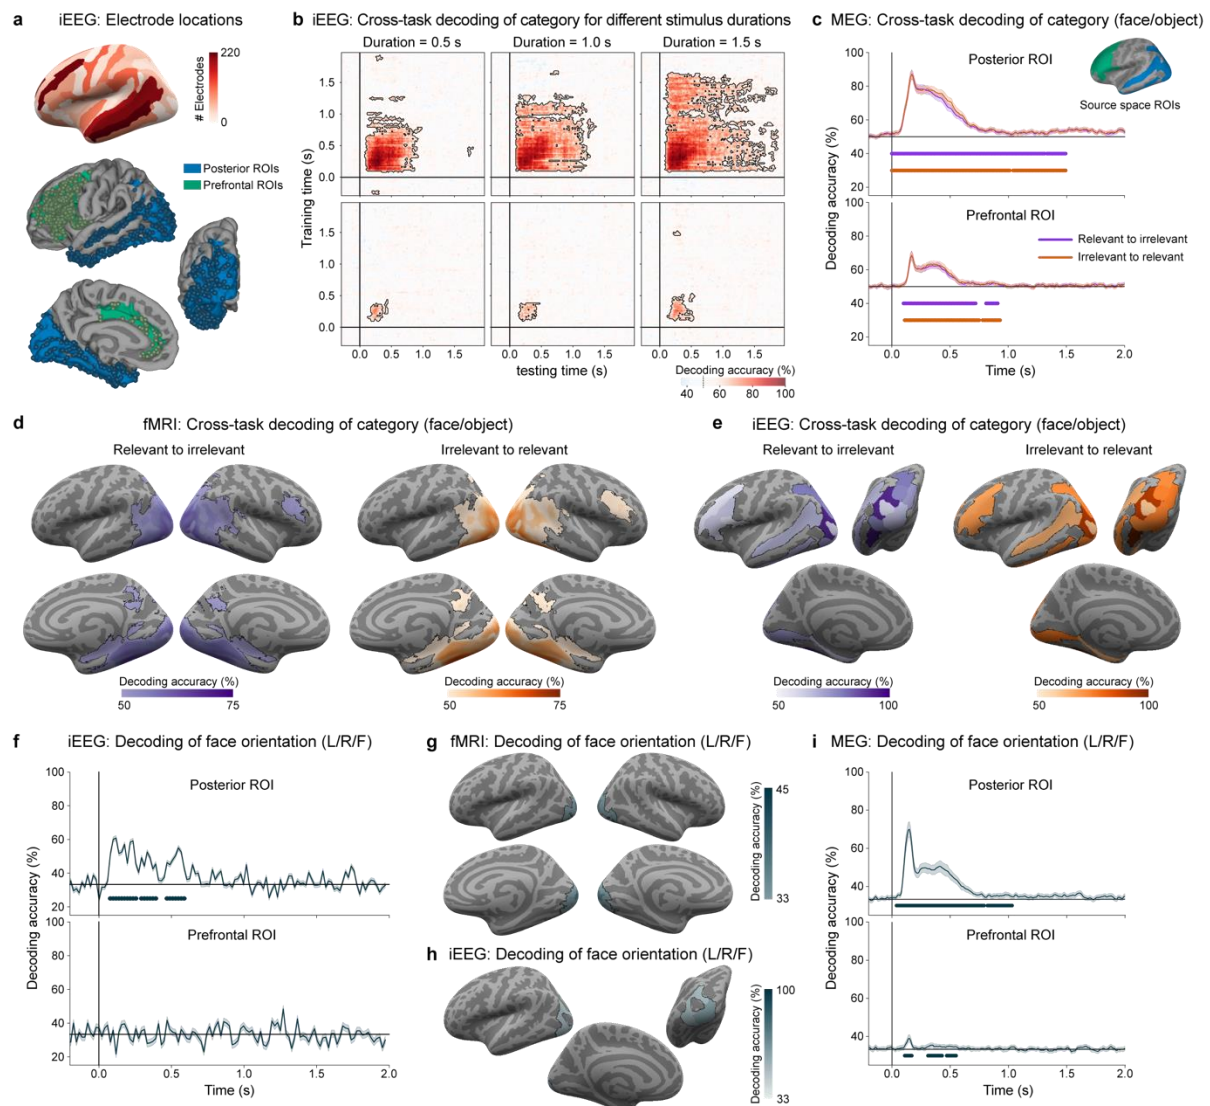 a iEEG: Electrode locations
220
# Electrodes
0
Posterior ROIs
Prefrontal ROIs
b iEEG: Cross-task decoding of category for different stimulus durations
Duration = 0.5 s
Duration = 1.0 s
Duration = 1.5 s
Training time (s)
1.5
1.0
0.5
0.0
1.5
1.0
0.5
0.0
0.0 0.5 1.0 1.5
0.0 0.5 1.0 1.5
0.0 0.5 1.0 1.5
testing time (s)
Decoding accuracy (%)
40 60 80 100
c MEG: Cross-task decoding of category (face/object)
Posterior ROI
Source space ROIs
Decoding accuracy (%)
100
80
60
40
20
Prefrontal ROI
Relevant to irrelevant
Irrelevant to relevant
80
60
40
20
0.0 0.5 1.0 1.5 2.0
Time (s)
d fMRI: Cross-task decoding of category (face/object)
Relevant to irrelevant
Irrelevant to relevant
Decoding accuracy (%)
50 75
Decoding accuracy (%)
50 75
e iEEG: Cross-task decoding of category (face/object)
Relevant to irrelevant
Irrelevant to relevant
Decoding accuracy (%)
50 100
Decoding accuracy (%)
50 100
f iEEG: Decoding of face orientation (L/R/F)
Posterior ROI
Decoding accuracy (%)
100
80
60
40
20
Prefrontal ROI
100
80
60
40
20
0.0 0.5 1.0 1.5 2.0
Time (s)
g fMRI: Decoding of face orientation (L/R/F)
45
Decoding accuracy (%)
33
h iEEG: Decoding of face orientation (L/R/F)
100
Decoding accuracy (%)
33
i MEG: Decoding of face orientation (L/R/F)
Posterior ROI
Decoding accuracy (%)
100
80
60
40
Prefrontal ROI
100
80
60
40
20
0.0 0.5 1.0 1.5 2.0
Time (s)